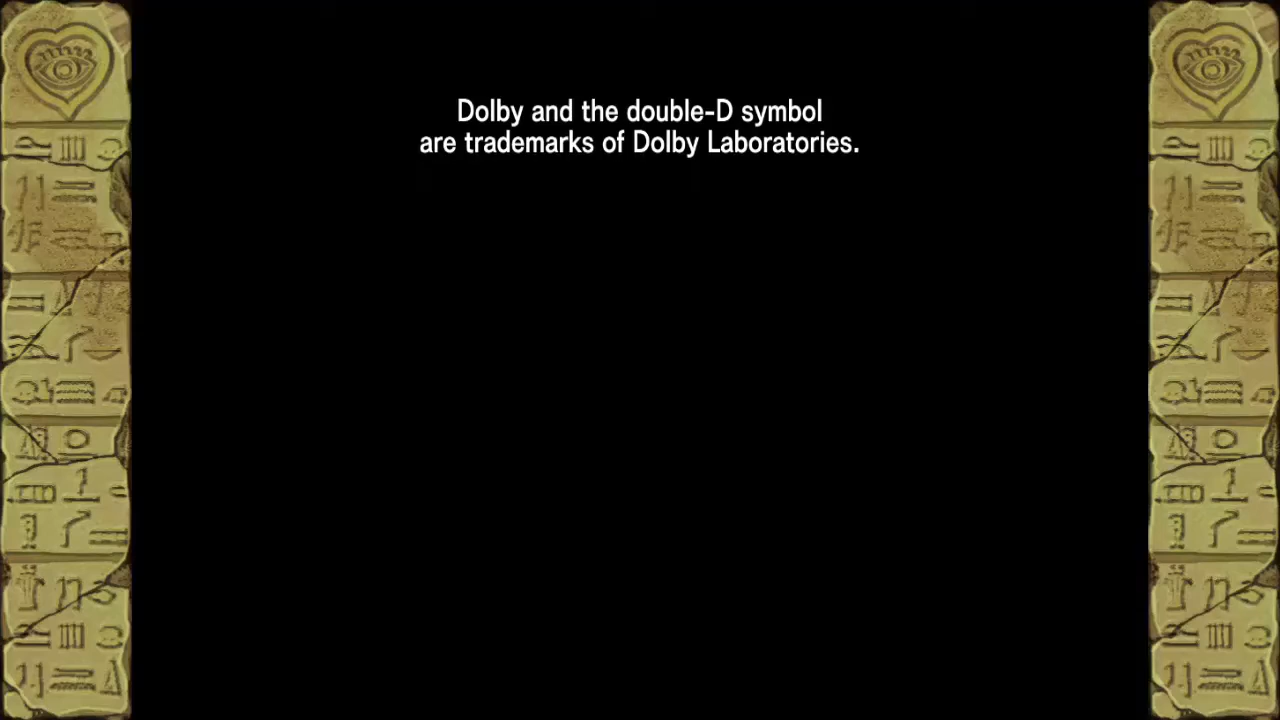 Dolby and the double-D symbol
are trademarks of Dolby Laboratories.